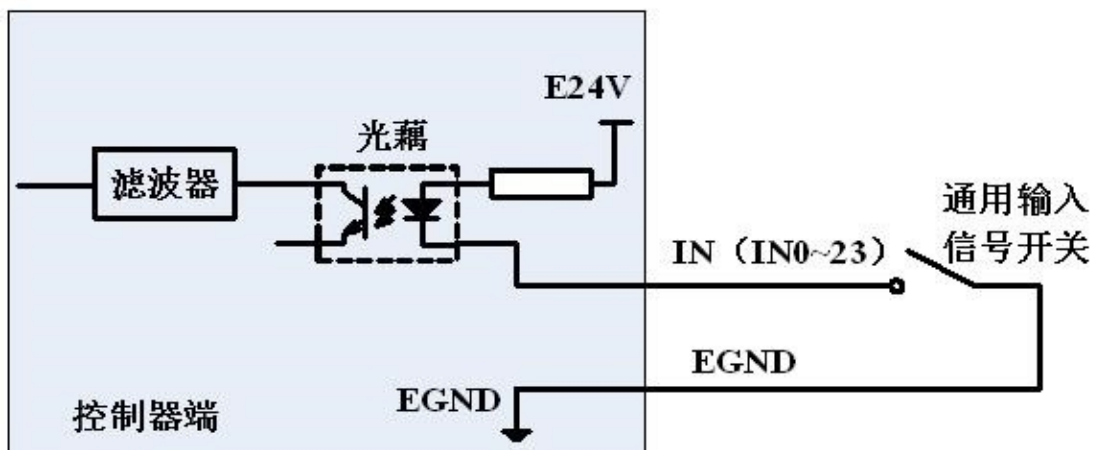 E24V
光藕
滤波器
通用输入
信号开关
IN（IN0~23）
EGND
EGND
控制器端